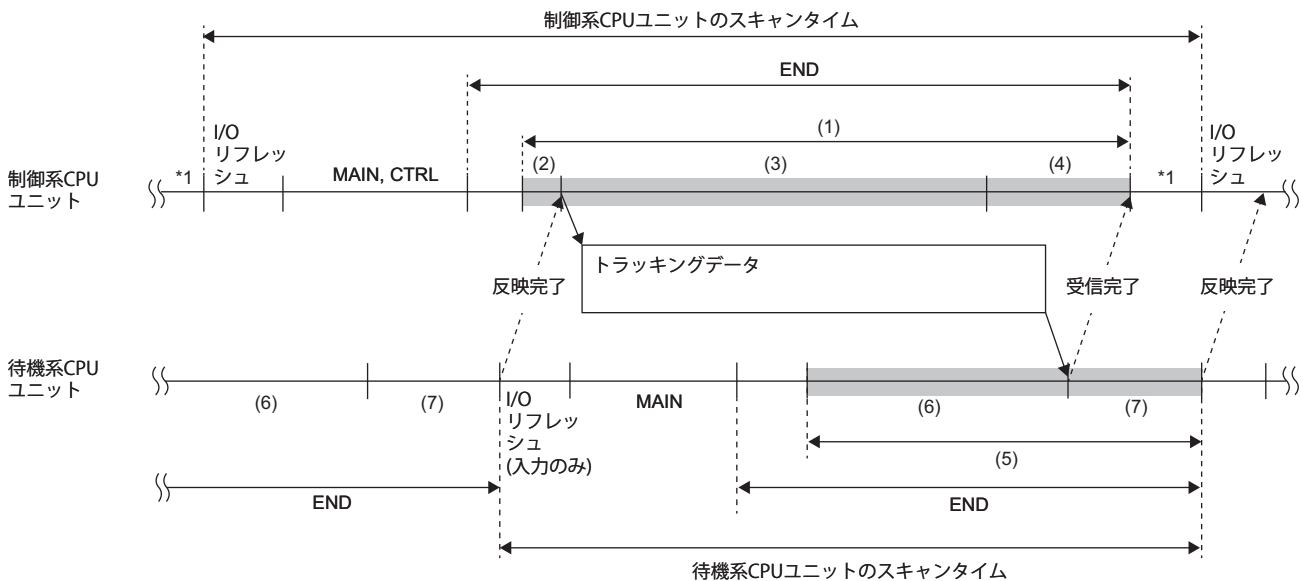 制御系CPUユニットのスキャンタイム
END
(1)
I/O
リフレッ
シュ
I/O
リフレッ
シュ
制御系CPU
ユニット
*1
MAIN, CTRL
(2)
(3)
(4)
*1
トラッキングデータ
反映完了
受信完了
反映完了
待機系CPU
ユニット
(6)
(7)
I/O
リフレッ
シュ
(入力のみ)
MAIN
(6)
(7)
(5)
END
END
待機系CPUユニットのスキャンタイム